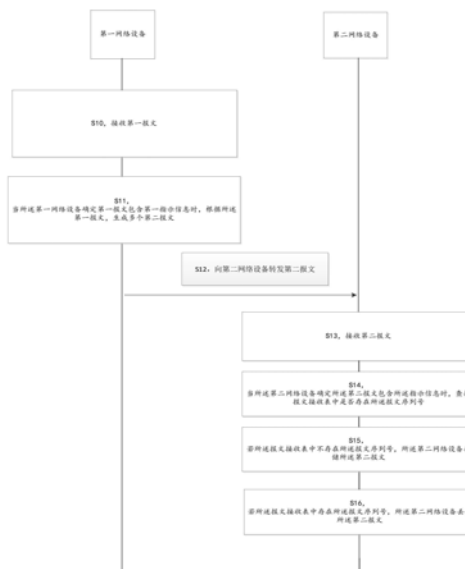 第一网络设备
第二网络设备
S10，接收第一报文
S11，
当所述第一网络设备确定第一报文包含第一指示信息时，根据所述
第一报文，生成多个第二报文
S12，向第二网络设备转发第二报文
S13，接收第二报文
S14，
当所述第二网络设备确定所述第二报文包含所述指示信息时，查
报文接收表中是否存在所述报文序列号
S15，
若所述报文接收表中不存在所述报文序列号，所述第二网络设备
储所述第二报文
S16，
若所述报文接收表中存在所述报文序列号，所述第二网络设备丢
所述第二报文